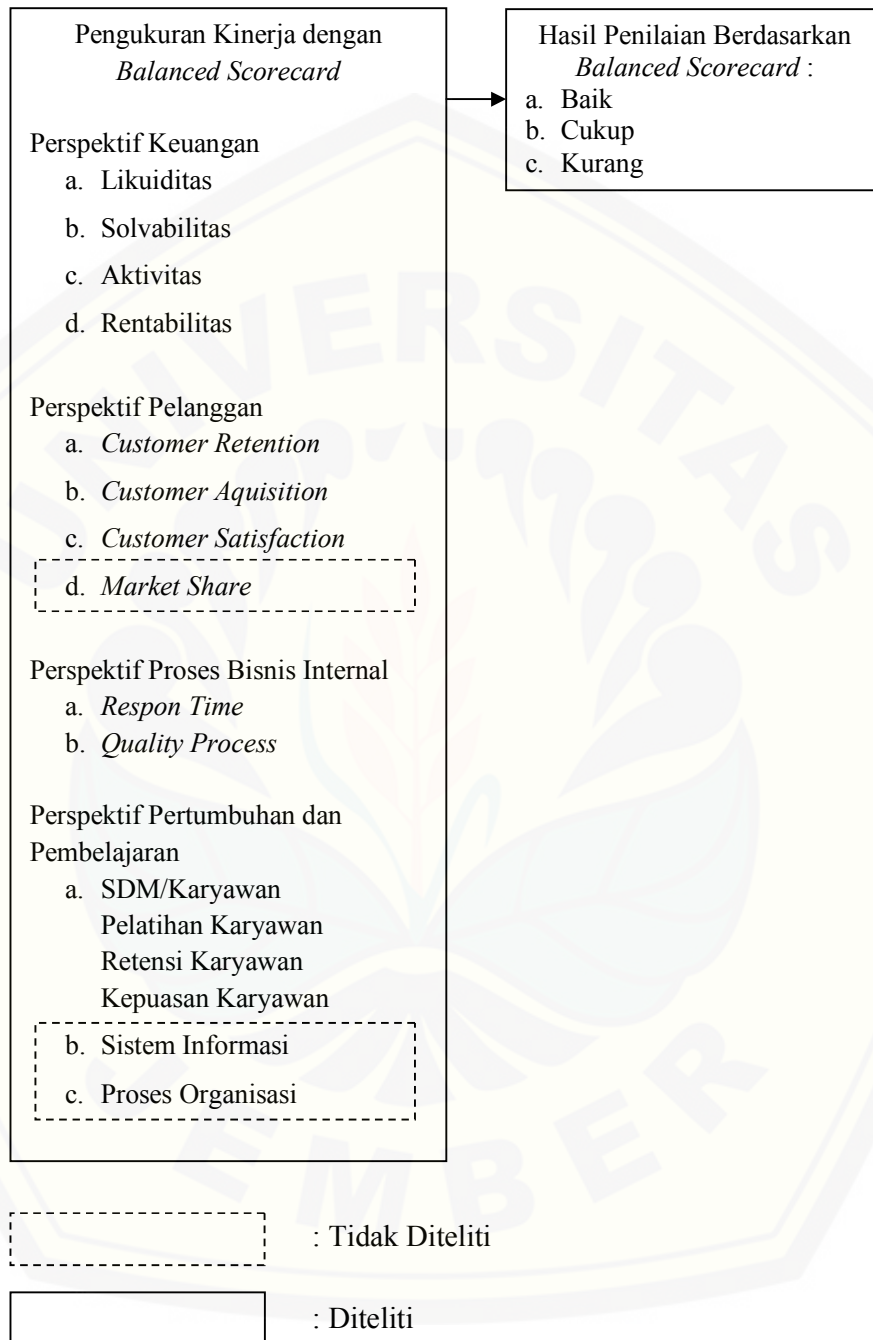 Pengukuran Kinerja dengan
Balanced Scorecard
Perspektif Keuangan
a. Likuiditas
b. Solvabilitas
c. Aktivitas
d. Rentabilitas
Perspektif Pelanggan
a. Customer Retention
b. Customer Aquisition
c. Customer Satisfaction
d. Market Share
Perspektif Proses Bisnis Internal
a. Respon Time
b. Quality Process
Perspektif Pertumbuhan dan
Pembelajaran
a. SDM/Karyawan
Pelatihan Karyawan
Retensi Karyawan
Kepuasan Karyawan
b. Sistem Informasi
c. Proses Organisasi
Hasil Penilaian Berdasarkan
Balanced Scorecard :
a. Baik
b. Cukup
c. Kurang
: Tidak Diteliti
: Diteliti
UNIVERSITAS
JEMBER